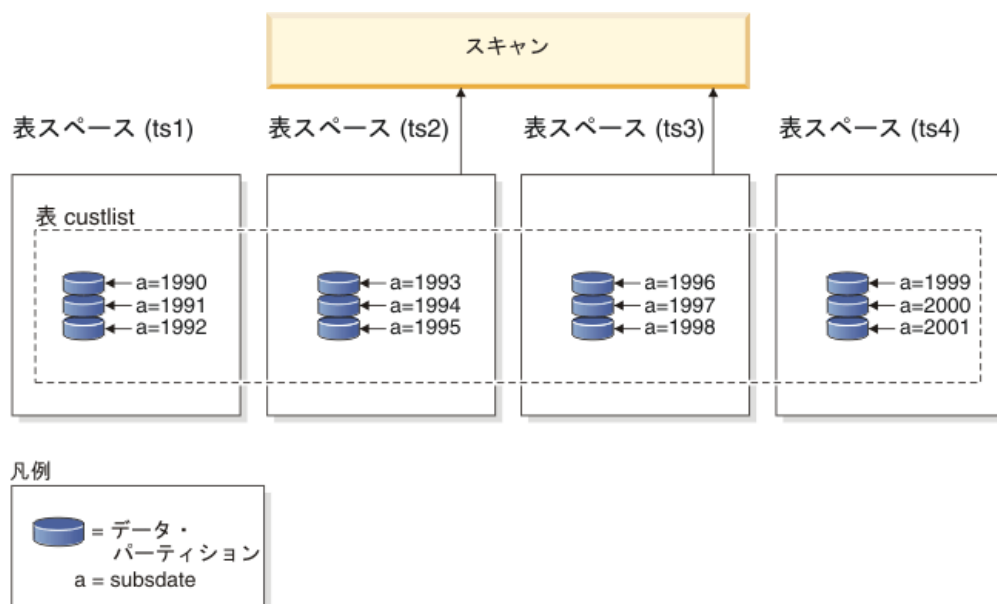 スキャン
表スペース (ts1)
表スペース (ts2)
表スペース (ts3)
表スペース (ts4)
表 custlist
a=1990
a=1991
a=1992
a=1993
a=1994
a=1995
a=1996
a=1997
a=1998
a=1999
a=2000
a=2001
凡例
= データ・
パーティション
a = subsdate